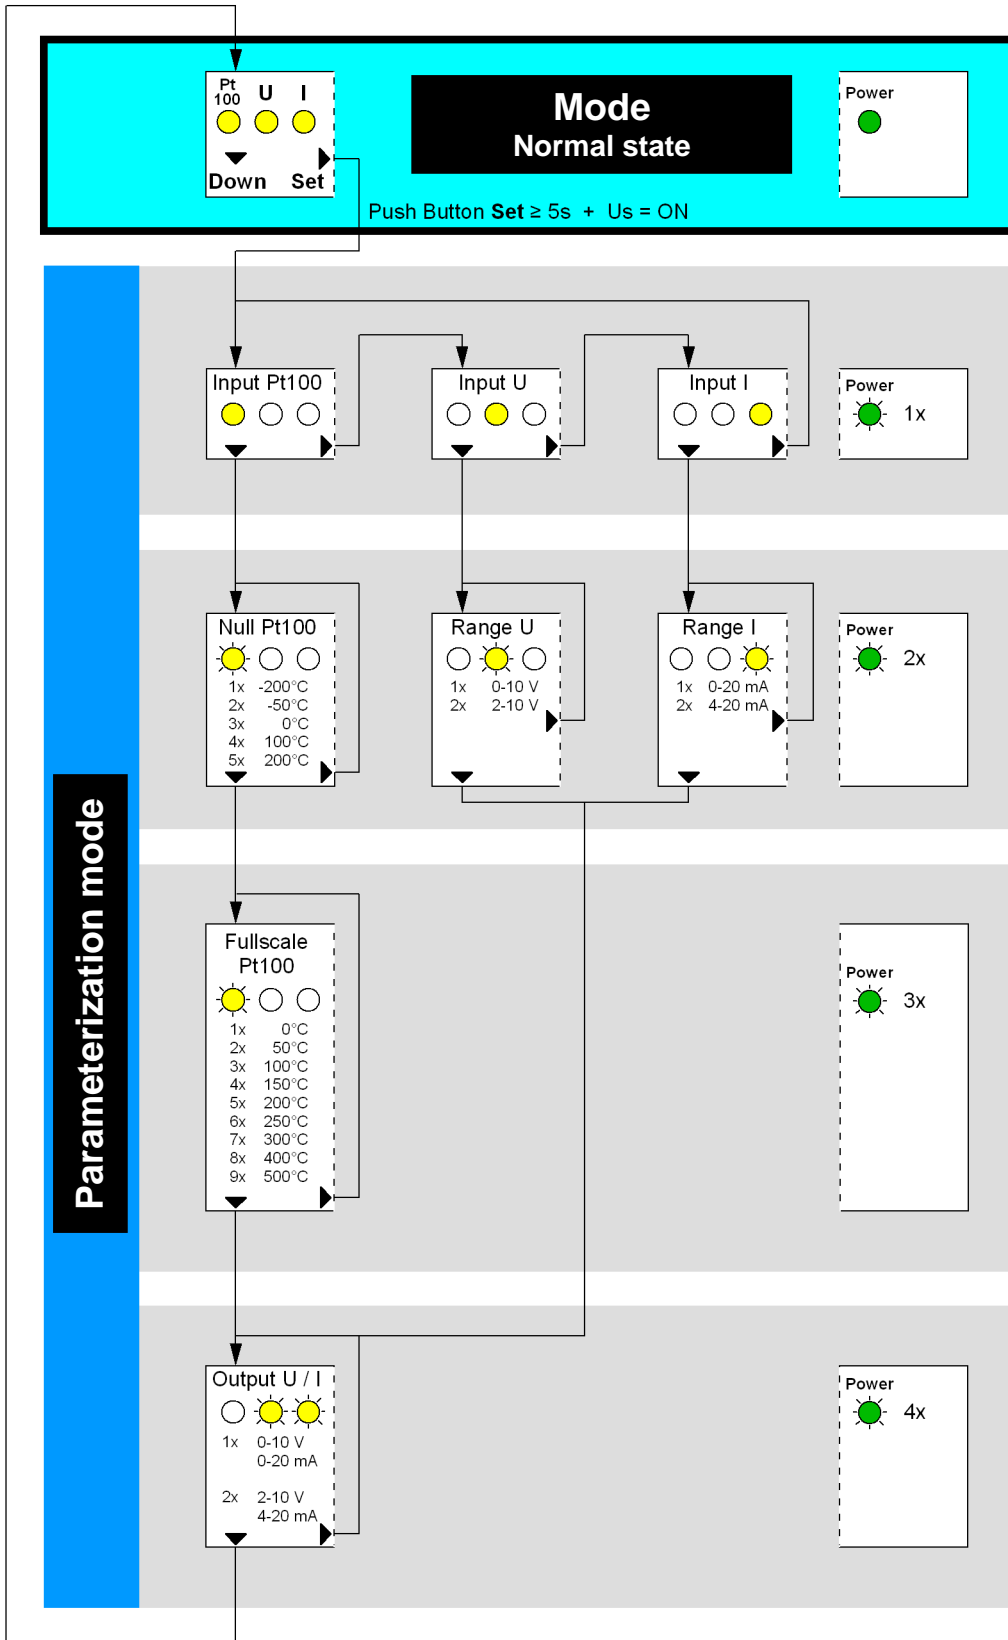 Pt
100 U I
Down Set
Mode
Normal state
Power
Push Button Set ≥ 5s + Us = ON
Parameterization mode
Input Pt100
Input U
Input I
Power
1x
Null Pt100
1x -200°C
2x -50°C
3x 0°C
4x 100°C
5x 200°C
Range U
1x 0-10 V
2x 2-10 V
Range I
1x 0-20 mA
2x 4-20 mA
Power
2x
Fullscale
Pt100
1x 0°C
2x 50°C
3x 100°C
4x 150°C
5x 200°C
6x 250°C
7x 300°C
8x 400°C
9x 500°C
Power
3x
Output U / I
1x 0-10 V
0-20 mA
2x 2-10 V
4-20 mA
Power
4x